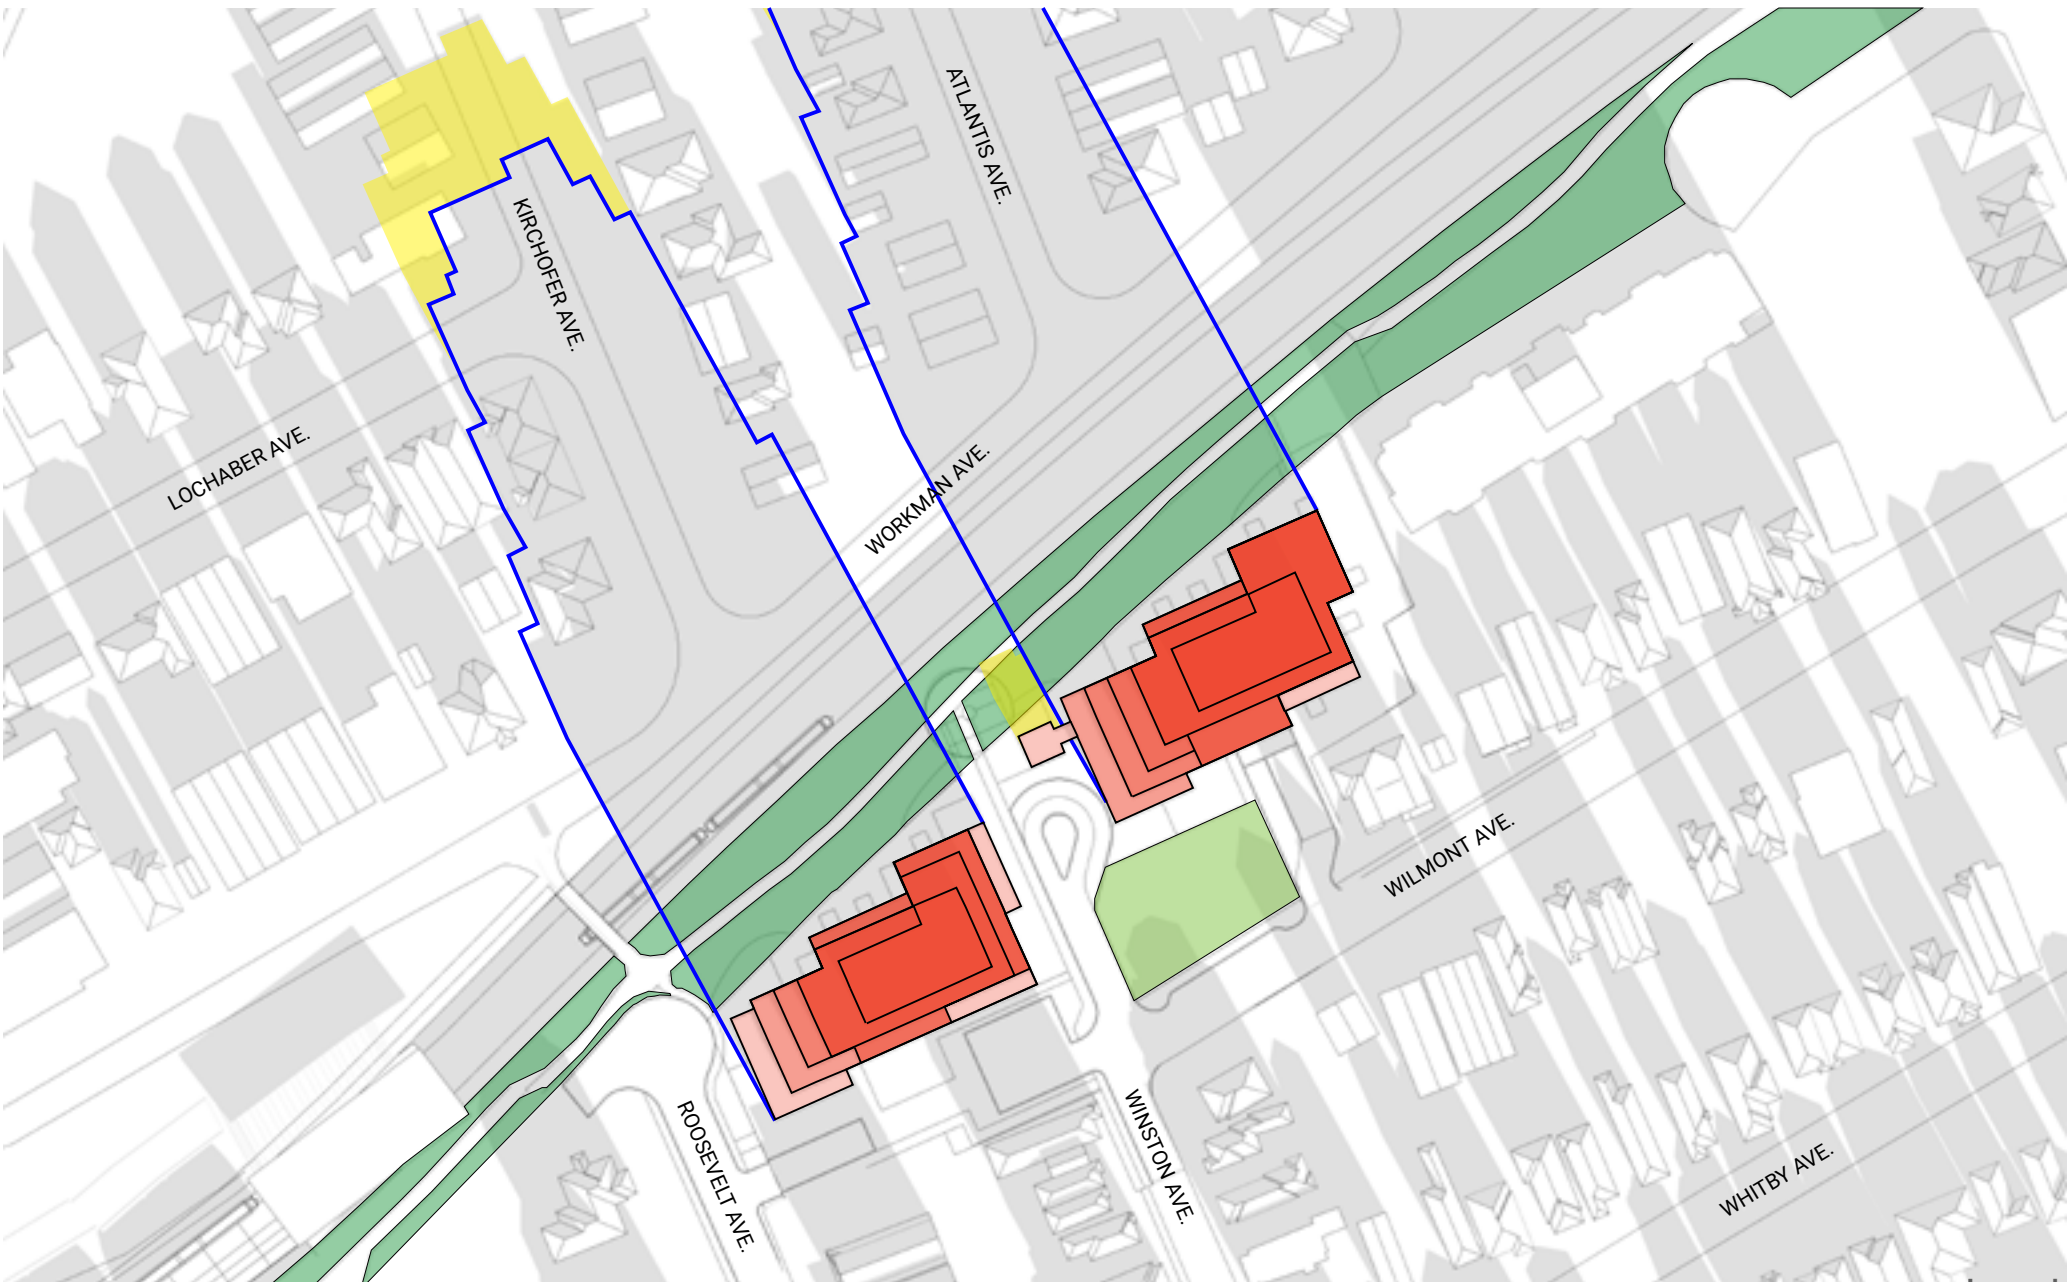 ATLANTIS AVE.
KIRCHOFER AVE.
LOCHABER AVE.
WORKMAN AVE.
WILMONT AVE.
ROOSEVELT AVE.
WINSTON AVE.
WHITBY AVE.